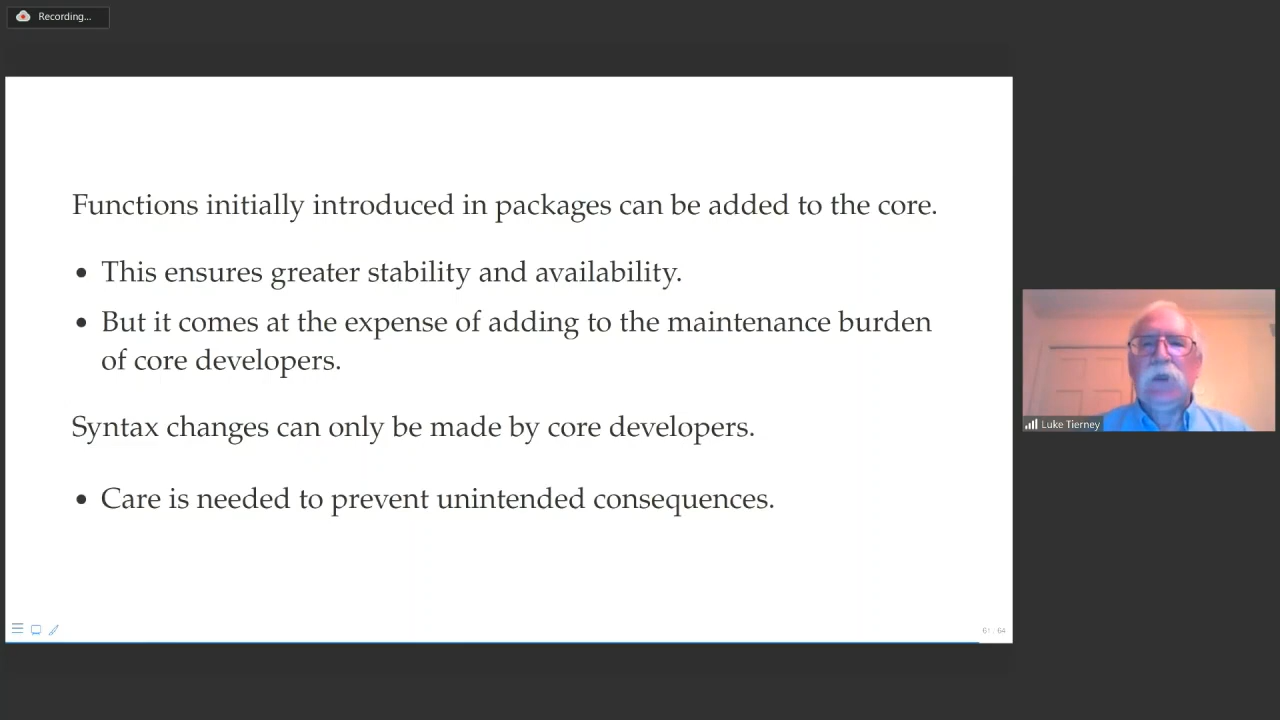 Recording...
Functions initially introduced in packages can be added to the core.
• This ensures greater stability and availability.
• But it comes at the expense of adding to the maintenance burden
of core developers.
Syntax changes can only be made by core developers.
• Care is needed to prevent unintended consequences.
61 / 64
Luke Tierney